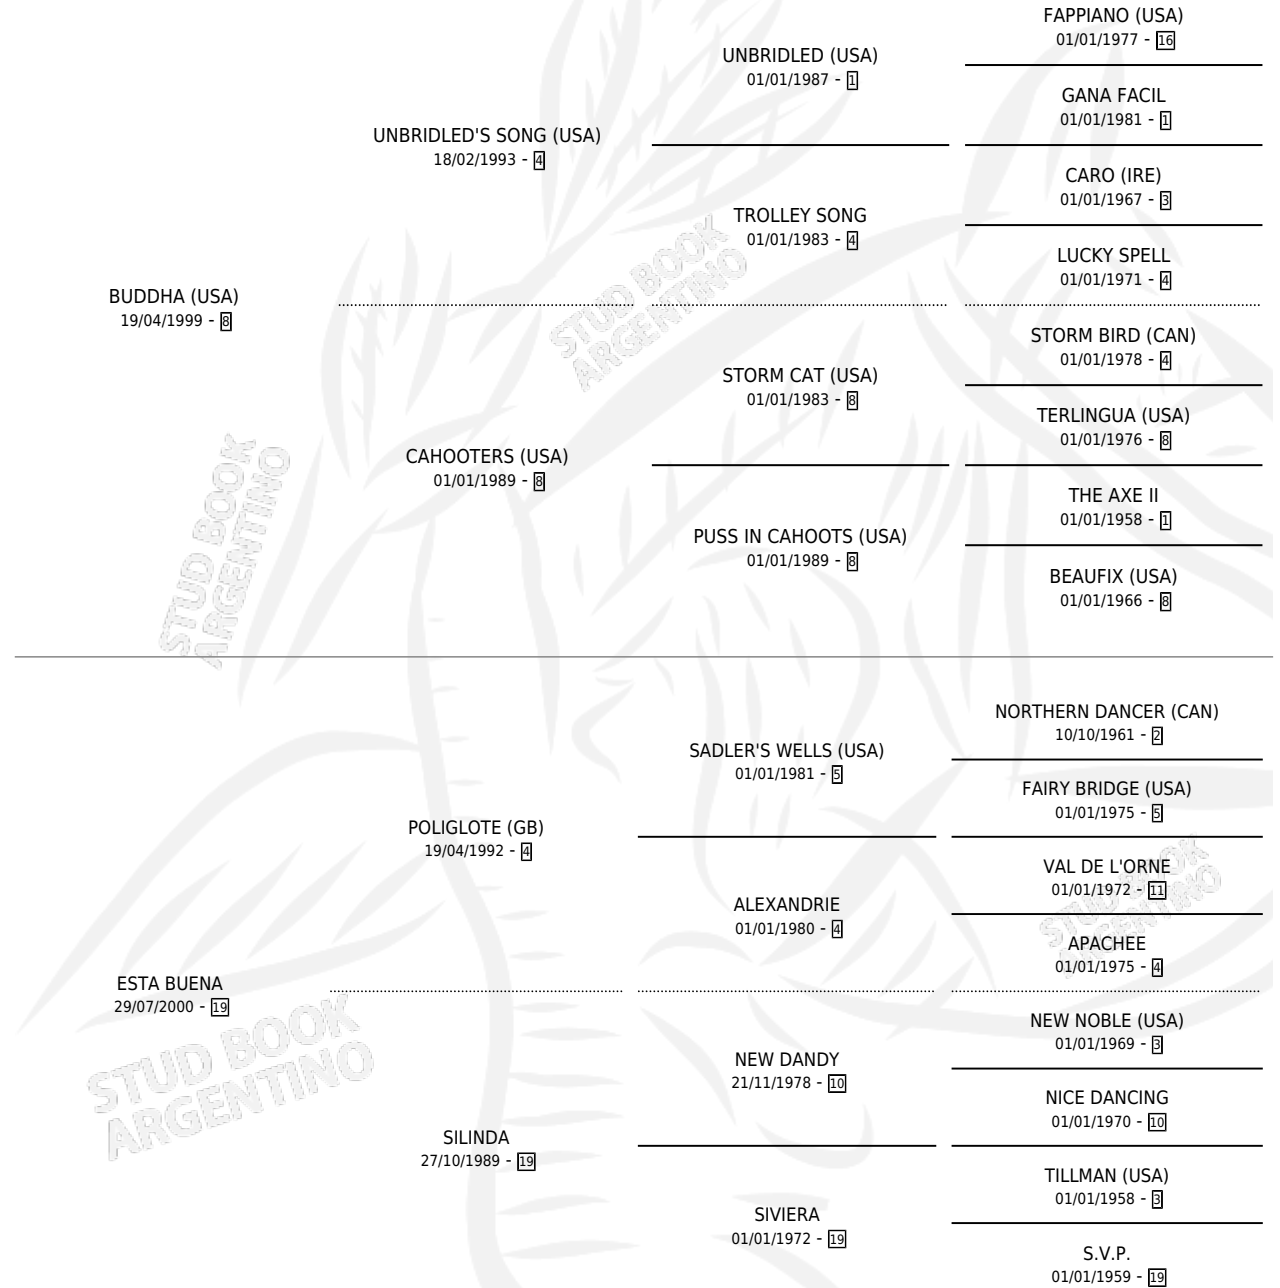 FAPPIANO (USA)
01/01/1977 - 16
UNBRIDLED (USA)
01/01/1987 - 1
GANA FACIL
01/01/1981 - 1
UNBRIDLED'S SONG (USA)
18/02/1993 - 4
CARO (IRE)
01/01/1967 - 3
TROLLEY SONG
01/01/1983 - 4
LUCKY SPELL
01/01/1971 - 4
BUDDHA (USA)
19/04/1999 - 8
STUD BOOK
ARGENTINO
STORM BIRD (CAN)
01/01/1978 - 4
STORM CAT (USA)
01/01/1983 - 8
TERLINGUA (USA)
01/01/1976 - 8
CAHOOTERS (USA)
01/01/1989 - 8
THE AXE II
01/01/1958 - 1
PUSS IN CAHOOTS (USA)
01/01/1989 - 8
BEAUFIX (USA)
01/01/1966 - 8
STUD BOOK
ARGENTINO
NORTHERN DANCER (CAN)
10/10/1961 - 2
SADLER'S WELLS (USA)
01/01/1981 - 5
FAIRY BRIDGE (USA)
01/01/1975 - 5
POLIGLOTE (GB)
19/04/1992 - 4
VAL DE L'ORNE
01/01/1972 - 11
ALEXANDRIE
01/01/1980 - 4
APACHEE
01/01/1975 - 4
STUD BOOK
ARGENTINO
ESTA BUENA
29/07/2000 - 19
NEW NOBLE (USA)
01/01/1969 - 3
NEW DANDY
21/11/1978 - 10
NICE DANCING
01/01/1970 - 10
STUD BOOK
ARGENTINO
SILINDA
27/10/1989 - 19
TILLMAN (USA)
01/01/1958 - 3
SIVIERA
01/01/1972 - 19
S.V.P.
01/01/1959 - 19